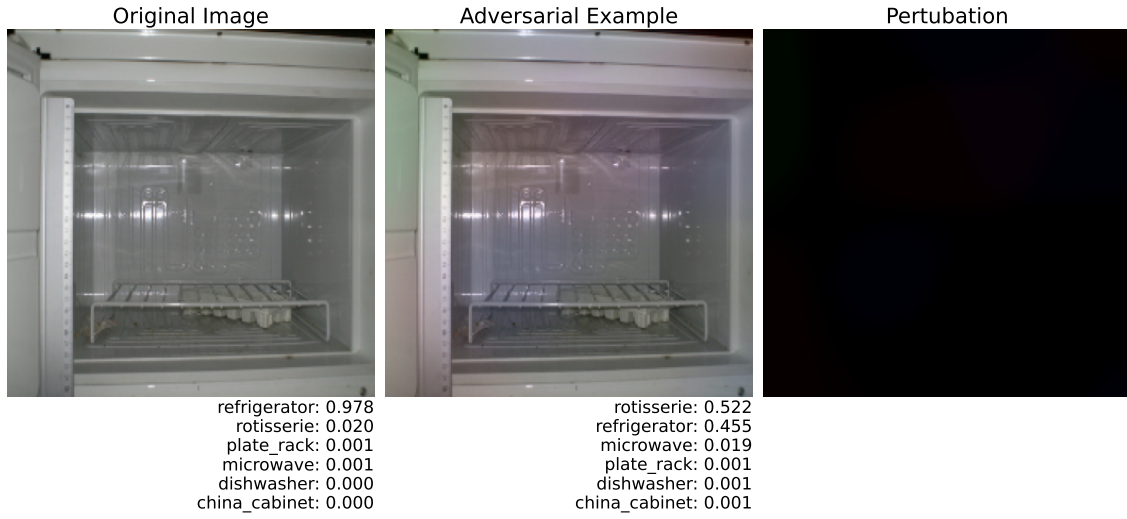 Original Image
Adversarial Example
Pertubation
refrigerator: 0.978
rotisserie: 0.020
plate_rack: 0.001
microwave: 0.001
dishwasher: 0.000
china_cabinet: 0.000
rotisserie: 0.522
refrigerator: 0.455
microwave: 0.019
plate_rack: 0.001
dishwasher: 0.001
china_cabinet: 0.001